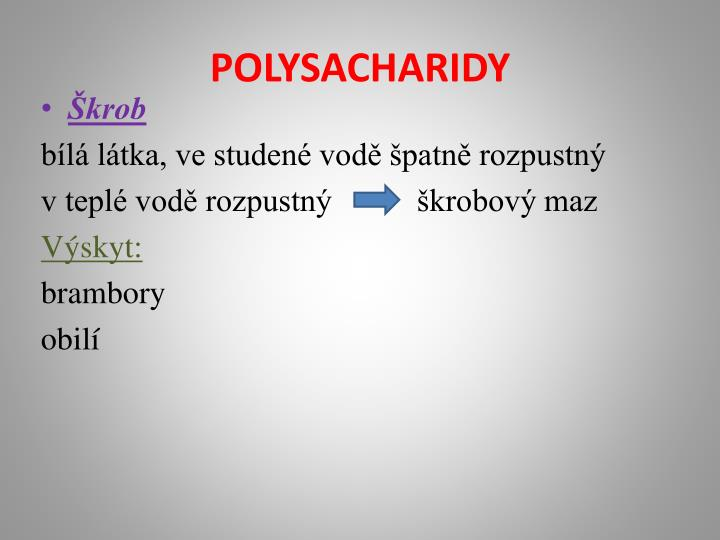 POLYSACHARIDY
• Škrob
bílá látka, ve studené vodě špatně rozpustný
v teplé vodě rozpustný škrobový maz
Výskyt:
brambory
obilí